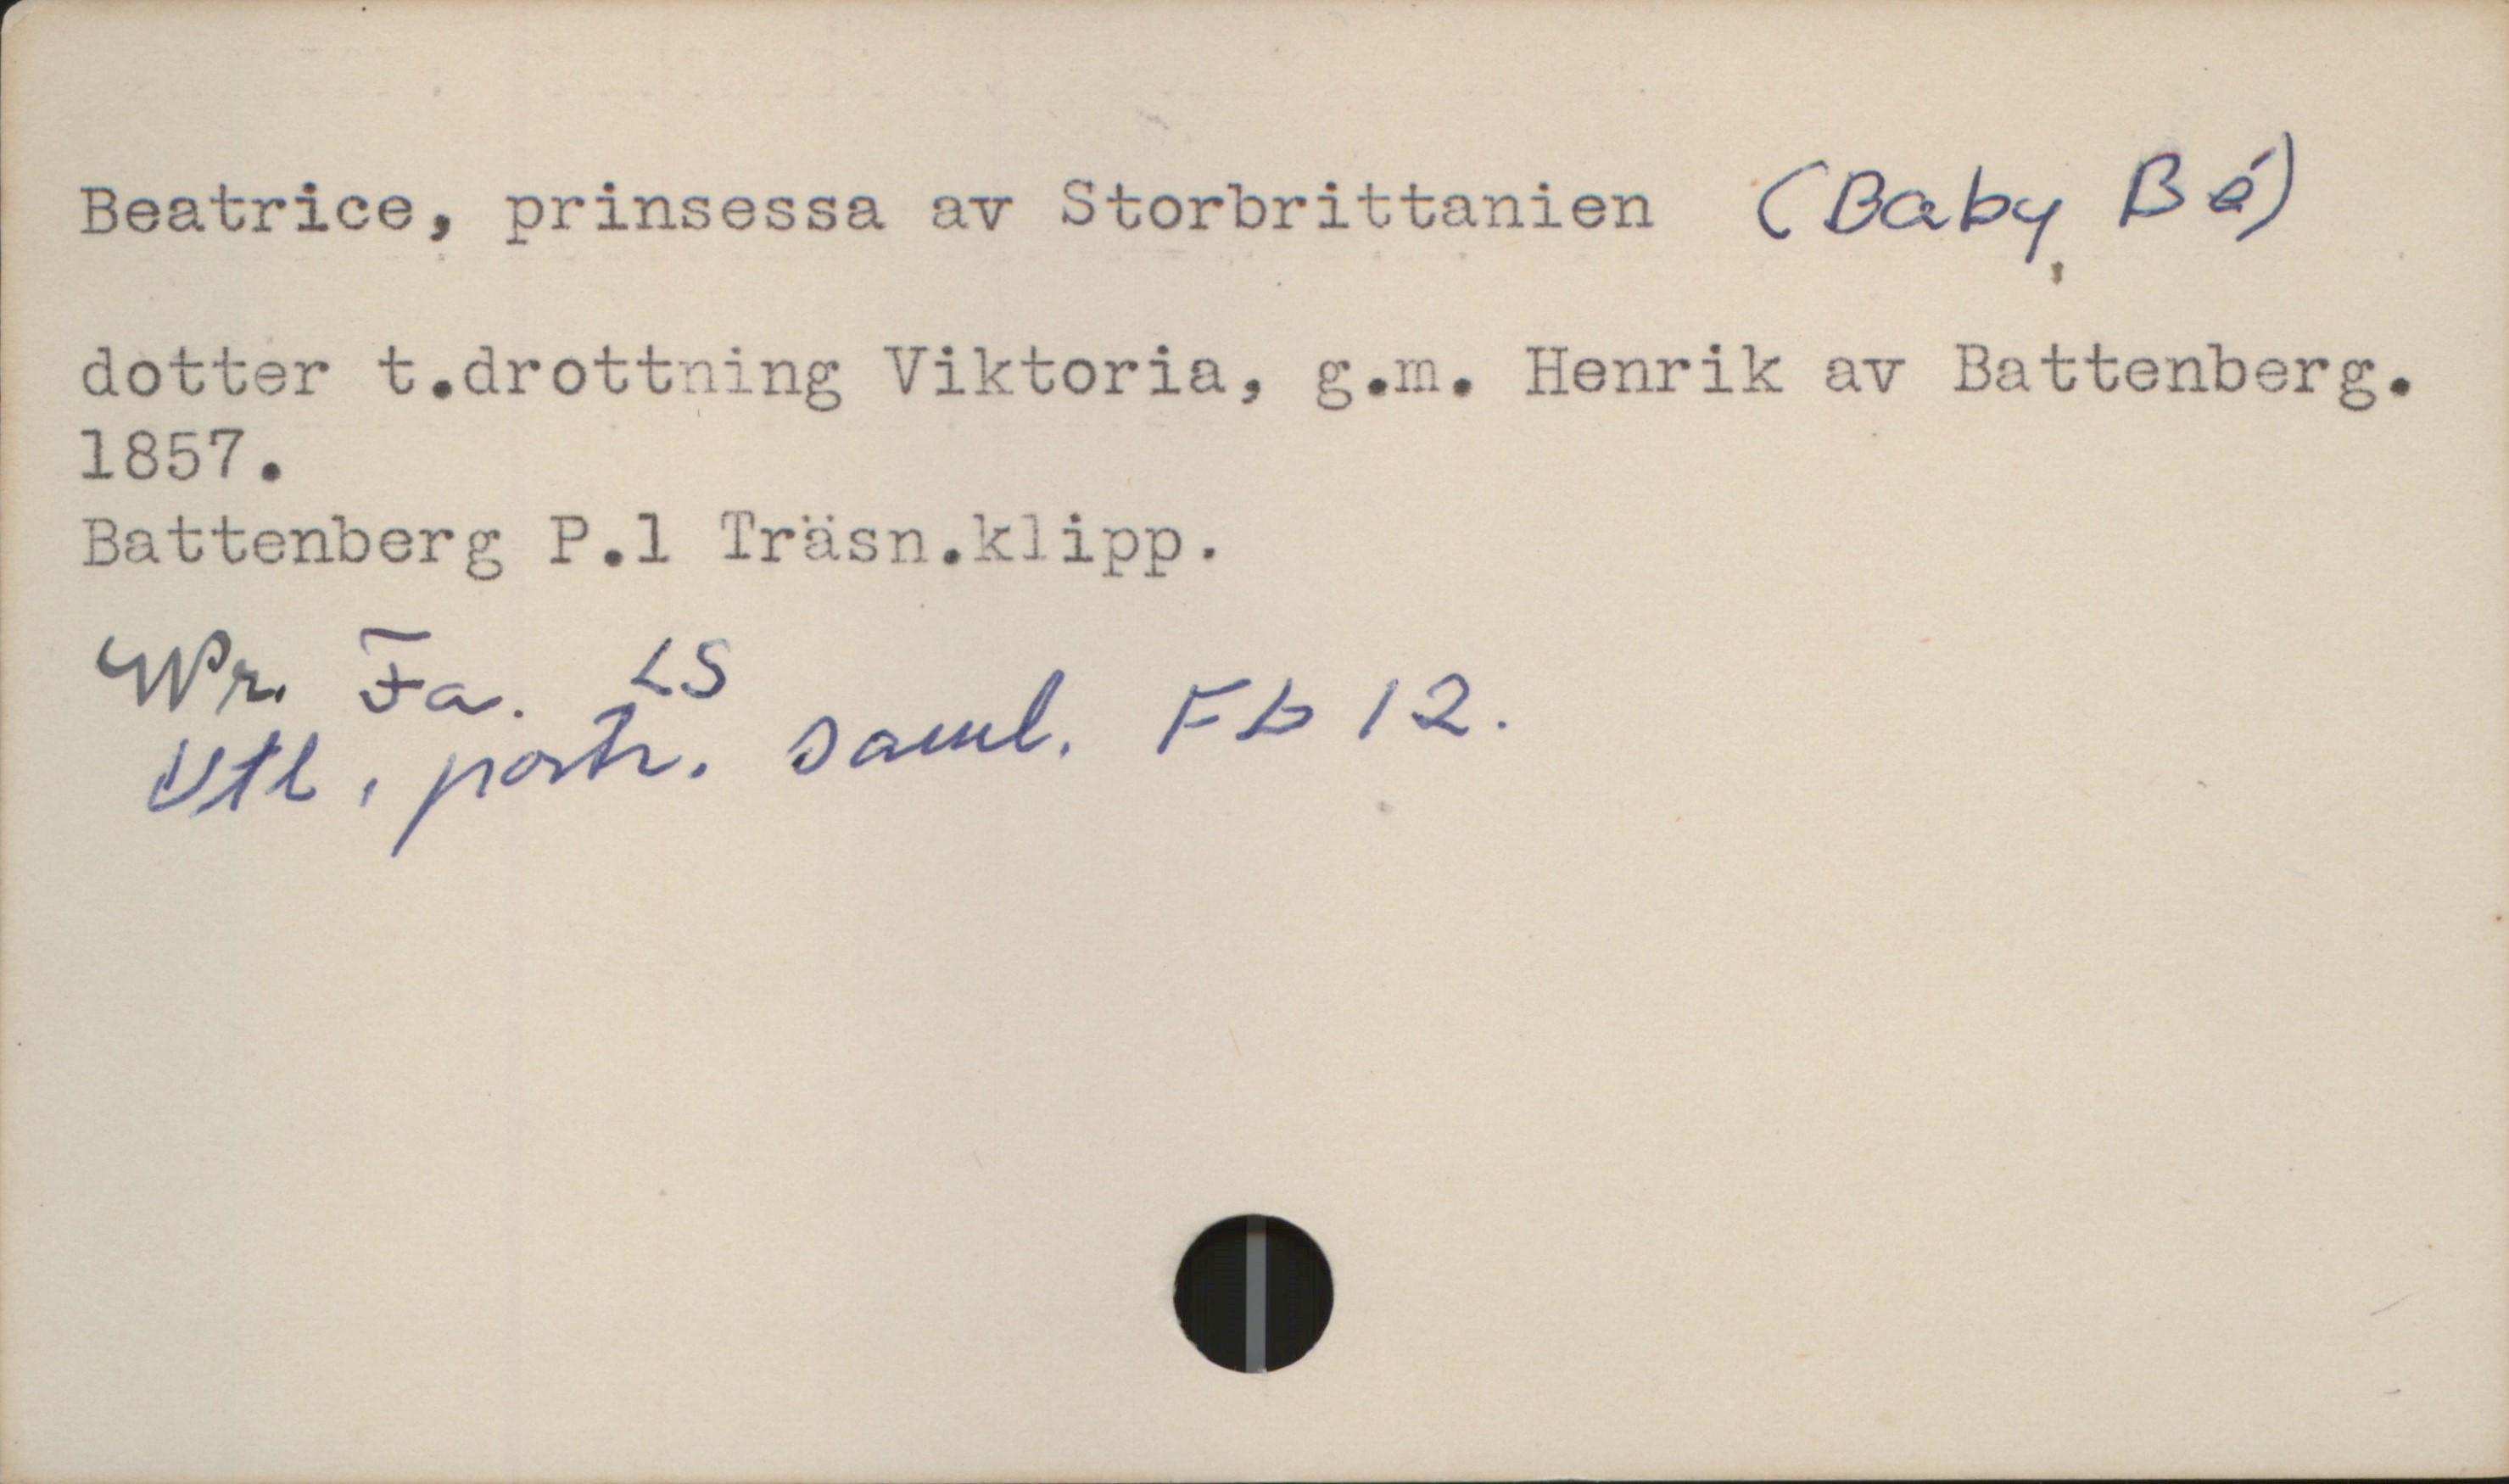 Beatrice, prinsessa av Storbrittanien (Baby Bé)
dotter t.drottning Viktoria, g.m. Henrik av Battenberg.
1857.
Battenberg P.l Träsn.klipp.
WPr. Fa. LS
Utl. portr. saml. Fb 12.